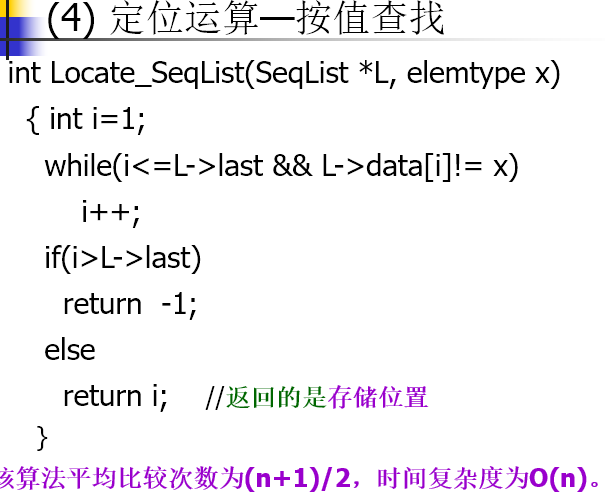 (4) 定位运算—按值查找
int Locate_SeqList(SeqList *L, elemtype x)
{ int i=1;
while(i<=L->last && L->data[i]!= x)
i++;
if(i>L->last)
return -1;
else
return i; //返回的是存储位置
}
该算法平均比较次数为(n+1)/2，时间复杂度为O(n)。